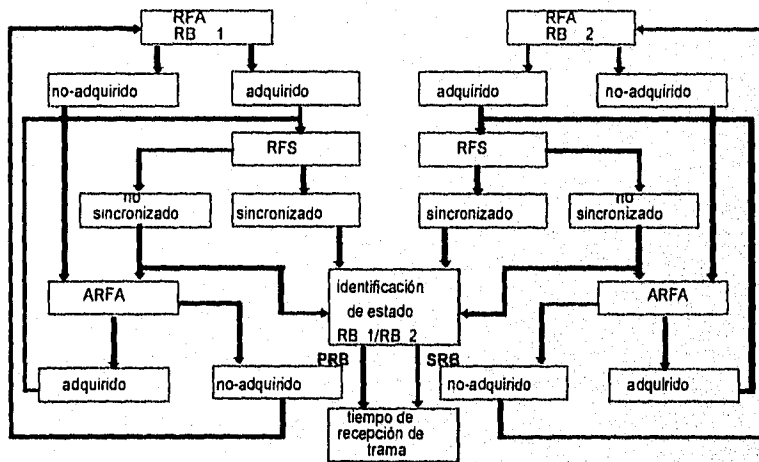 RFA
RB 1
RFA
RB 2
no-adquirido
adquirido
adquirido
no-adquirido
RFS
RFS
no
sincronizado
sincronizado
sincronizado
no
sincronizado
ARFA
identificación
de estado
RB 1/RB 2
ARFA
PRB
SRB
adquirido
no-adquirido
no-adquirido
adquirido
tiempo de
recepción de
trama